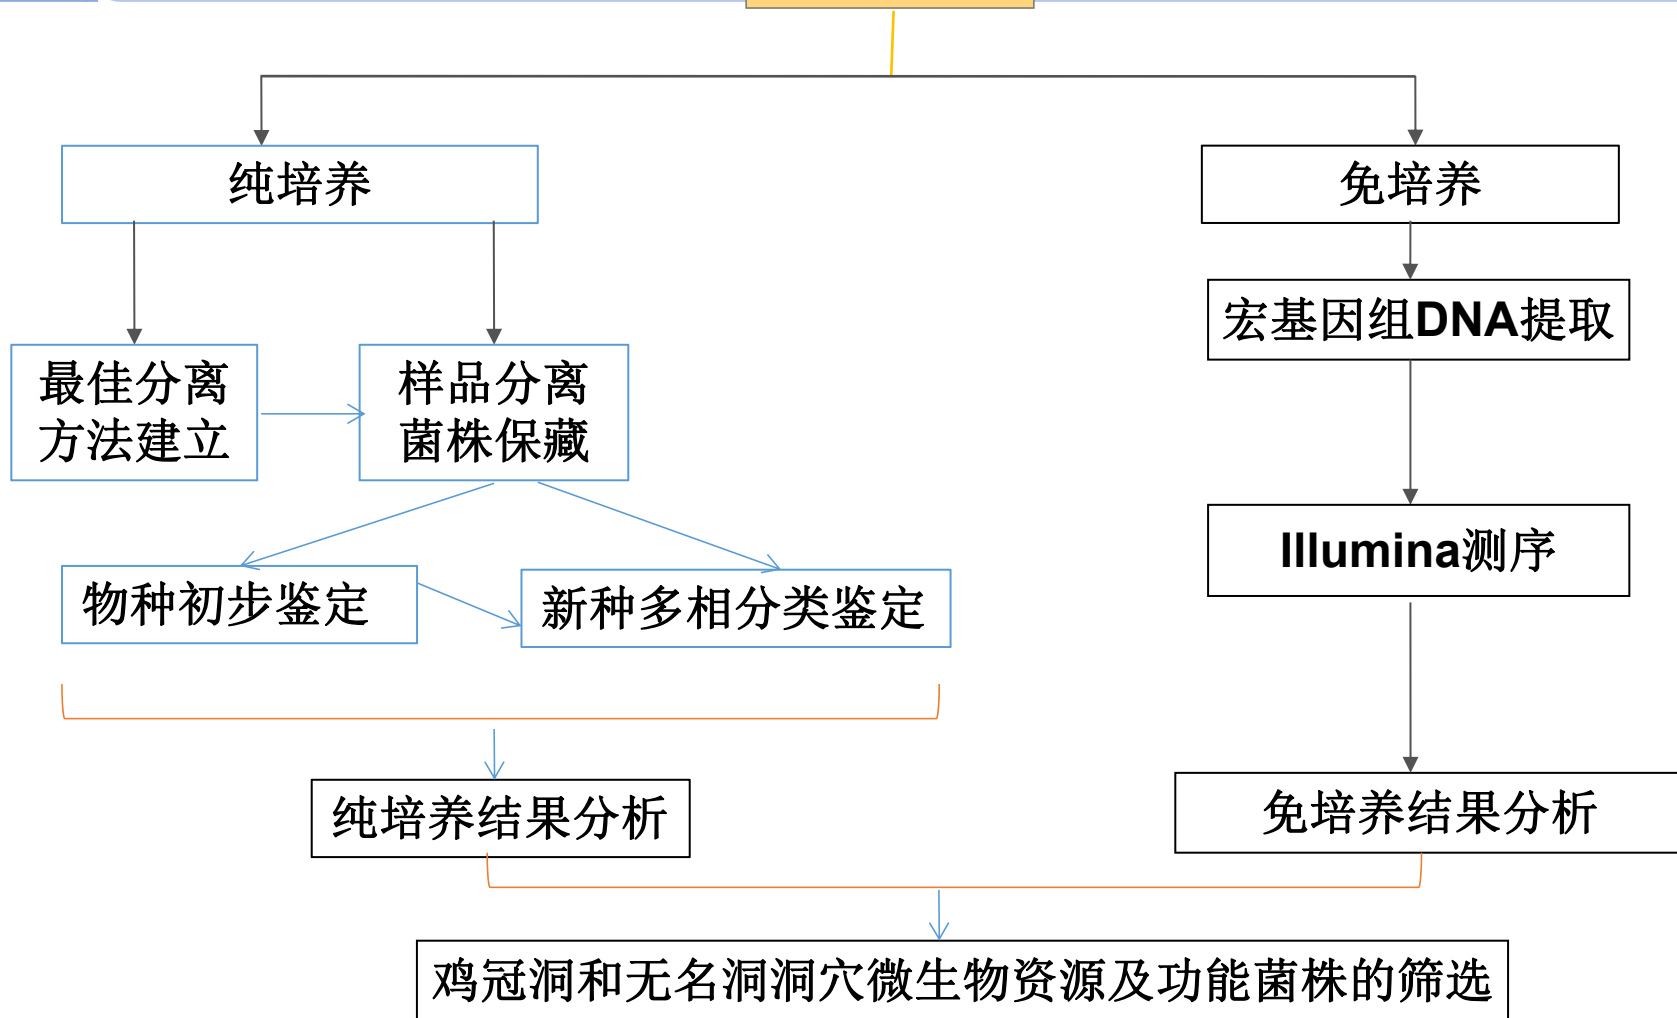 纯培养
免培养
宏基因组DNA提取
最佳分离
方法建立
样品分离
菌株保藏
Illumina测序
物种初步鉴定
新种多相分类鉴定
纯培养结果分析
免培养结果分析
鸡冠洞和无名洞洞穴微生物资源及功能菌株的筛选